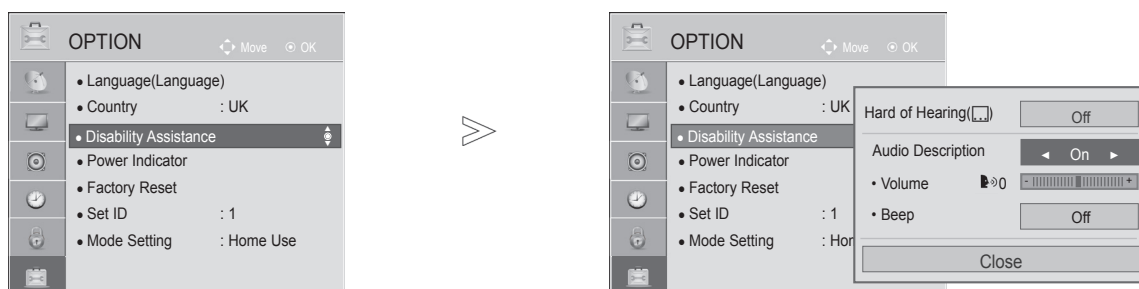 OPTION
Move OK
• Language(Language)
• Country : UK
• Disability Assistance
• Power Indicator
• Factory Reset
• Set ID : 1
• Mode Setting : Home Use
OPTION
Move OK
• Language(Language)
• Country : UK
• Disability Assistance
• Power Indicator
• Factory Reset
• Set ID : 1
• Mode Setting : Hor
Hard of Hearing( ) Off
Audio Description ◄ On ►
• Volume 0 - +
• Beep Off
Close